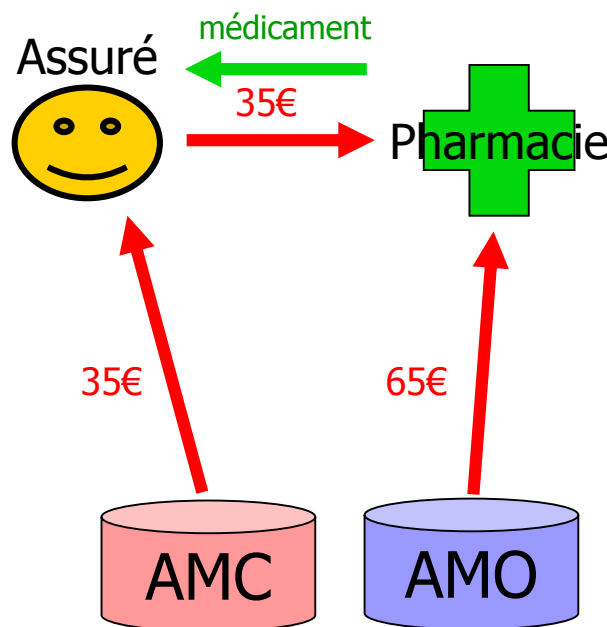 médicament
Assuré
35€
Pharmacie
35€
65€
AMC
AMO